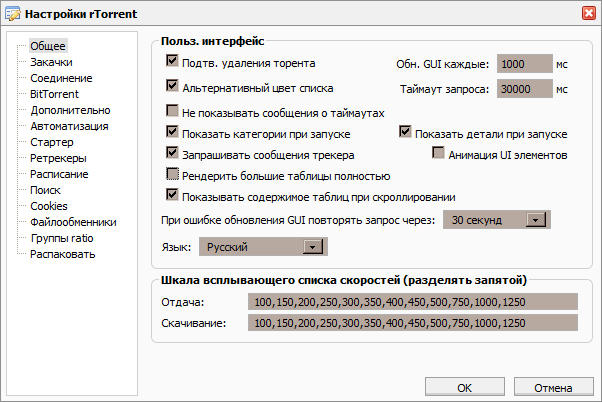 Настройки rTorrent
Общее
Закачки
Соединение
BitTorrent
Дополнительно
Автоматизация
Стартер
Ретрекеры
Расписание
Поиск
Cookies
Файлообменники
Группы ratio
Распаковать
Польз. интерфейс
Подтв. удаления торента Обн. GUI каждые: 1000 мс
Альтернативный цвет списка Таймаут запроса: 30000 мс
Не показывать сообщения о таймаутах
Показать категории при запуске Показать детали при запуске
Запрашивать сообщения трекера Анимация UI элементов
Рендерить большие таблицы полностью
Показывать содержимое таблиц при скроллировании
При ошибке обновления GUI повторять запрос через: 30 секунд
Язык: Русский
Шкала всплывающего списка скоростей (разделять запятой)
Отдача: 100,150,200,250,300,350,400,450,500,750,1000,1250
Скачивание: 100,150,200,250,300,350,400,450,500,750,1000,1250
OK Отмена